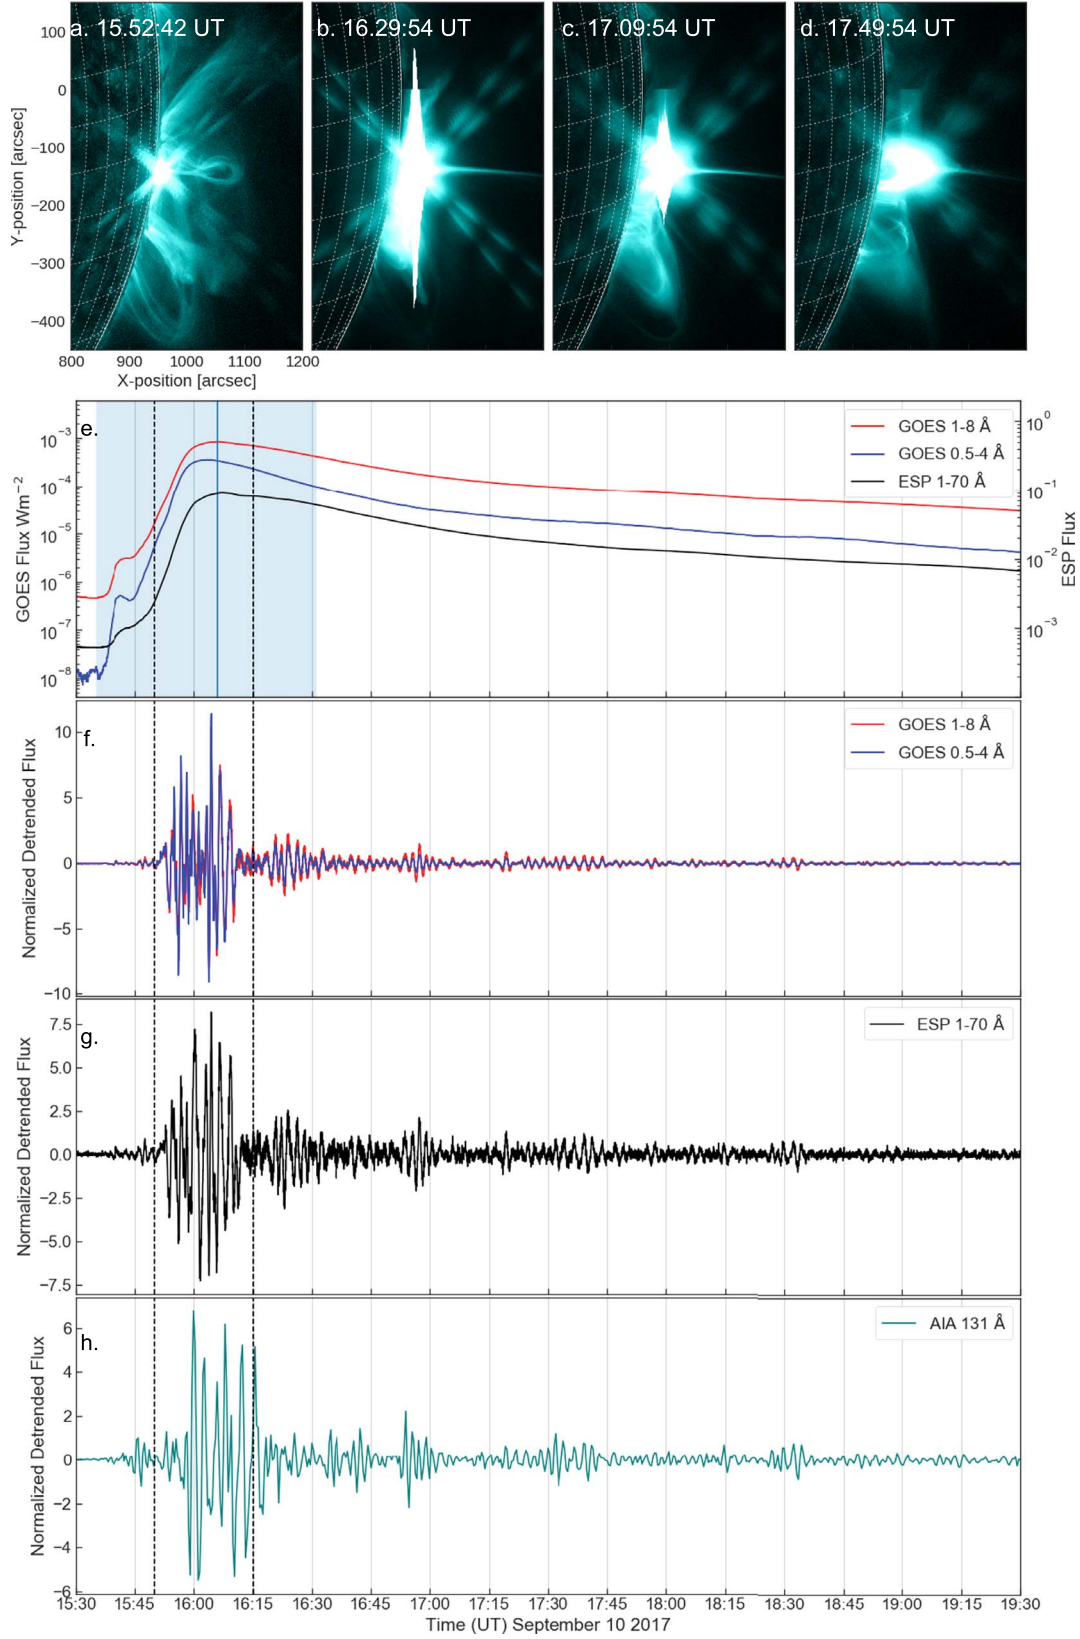 a. 15.52:42 UT
b. 16.29:54 UT
c. 17.09:54 UT
d. 17.49:54 UT
Y-position [arcsec]
100
0
−100
−200
−300
−400
800 900 1000 1100 1200
X-position [arcsec]
e.
GOES Flux Wm−2
10−3
10−4
10−5
10−6
10−7
10−8
GOES 1-8 Å
GOES 0.5-4 Å
ESP 1-70 Å
10 0
10−1
10−2
10−3
ESP Flux
f.
Normalized Detrended Flux
10
5
0
−5
−10
GOES 1-8 Å
GOES 0.5-4 Å
g.
Normalized Detrended Flux
7.5
5.0
2.5
0.0
−2.5
−5.0
−7.5
ESP 1-70 Å
h.
Normalized Detrended Flux
6
4
2
0
−2
−4
−6
AIA 131 Å
15:30 15:45 16:00 16:15 16:30 16:45 17:00 17:15 17:30 17:45 18:00 18:15 18:30 18:45 19:00 19:15 19:30
Time (UT) September 10 2017